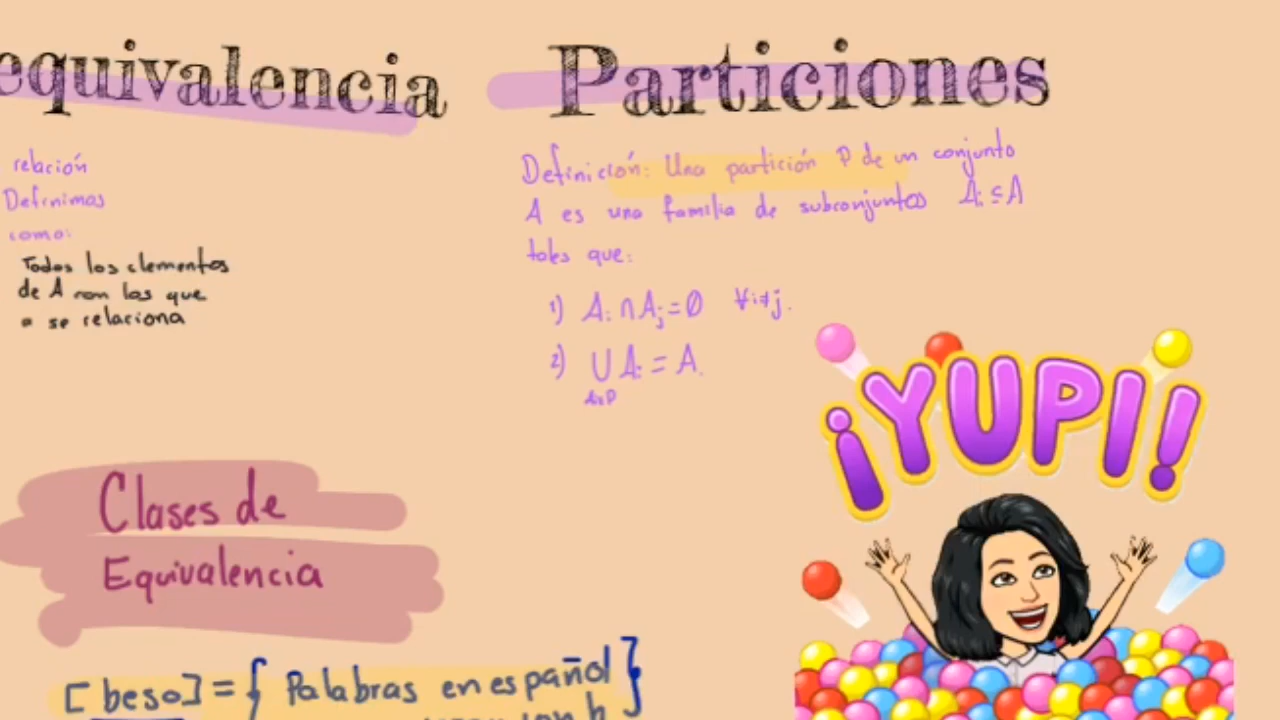 equivalencia
Particiones
relación
Definimos
como:
Todos los elementos
de A con los que
a se relaciona
Definición: Una partición P de un conjunto
A es una familia de subconjuntos Ai ⊆ A
tales que:
1) Ai ∩ Aj = Ø ∀ i≠j.
2) ∪ Ai = A.
Ai∈P
¡YUPI!
Clases de
Equivalencia
[beso] = { Palabras en español }
con b